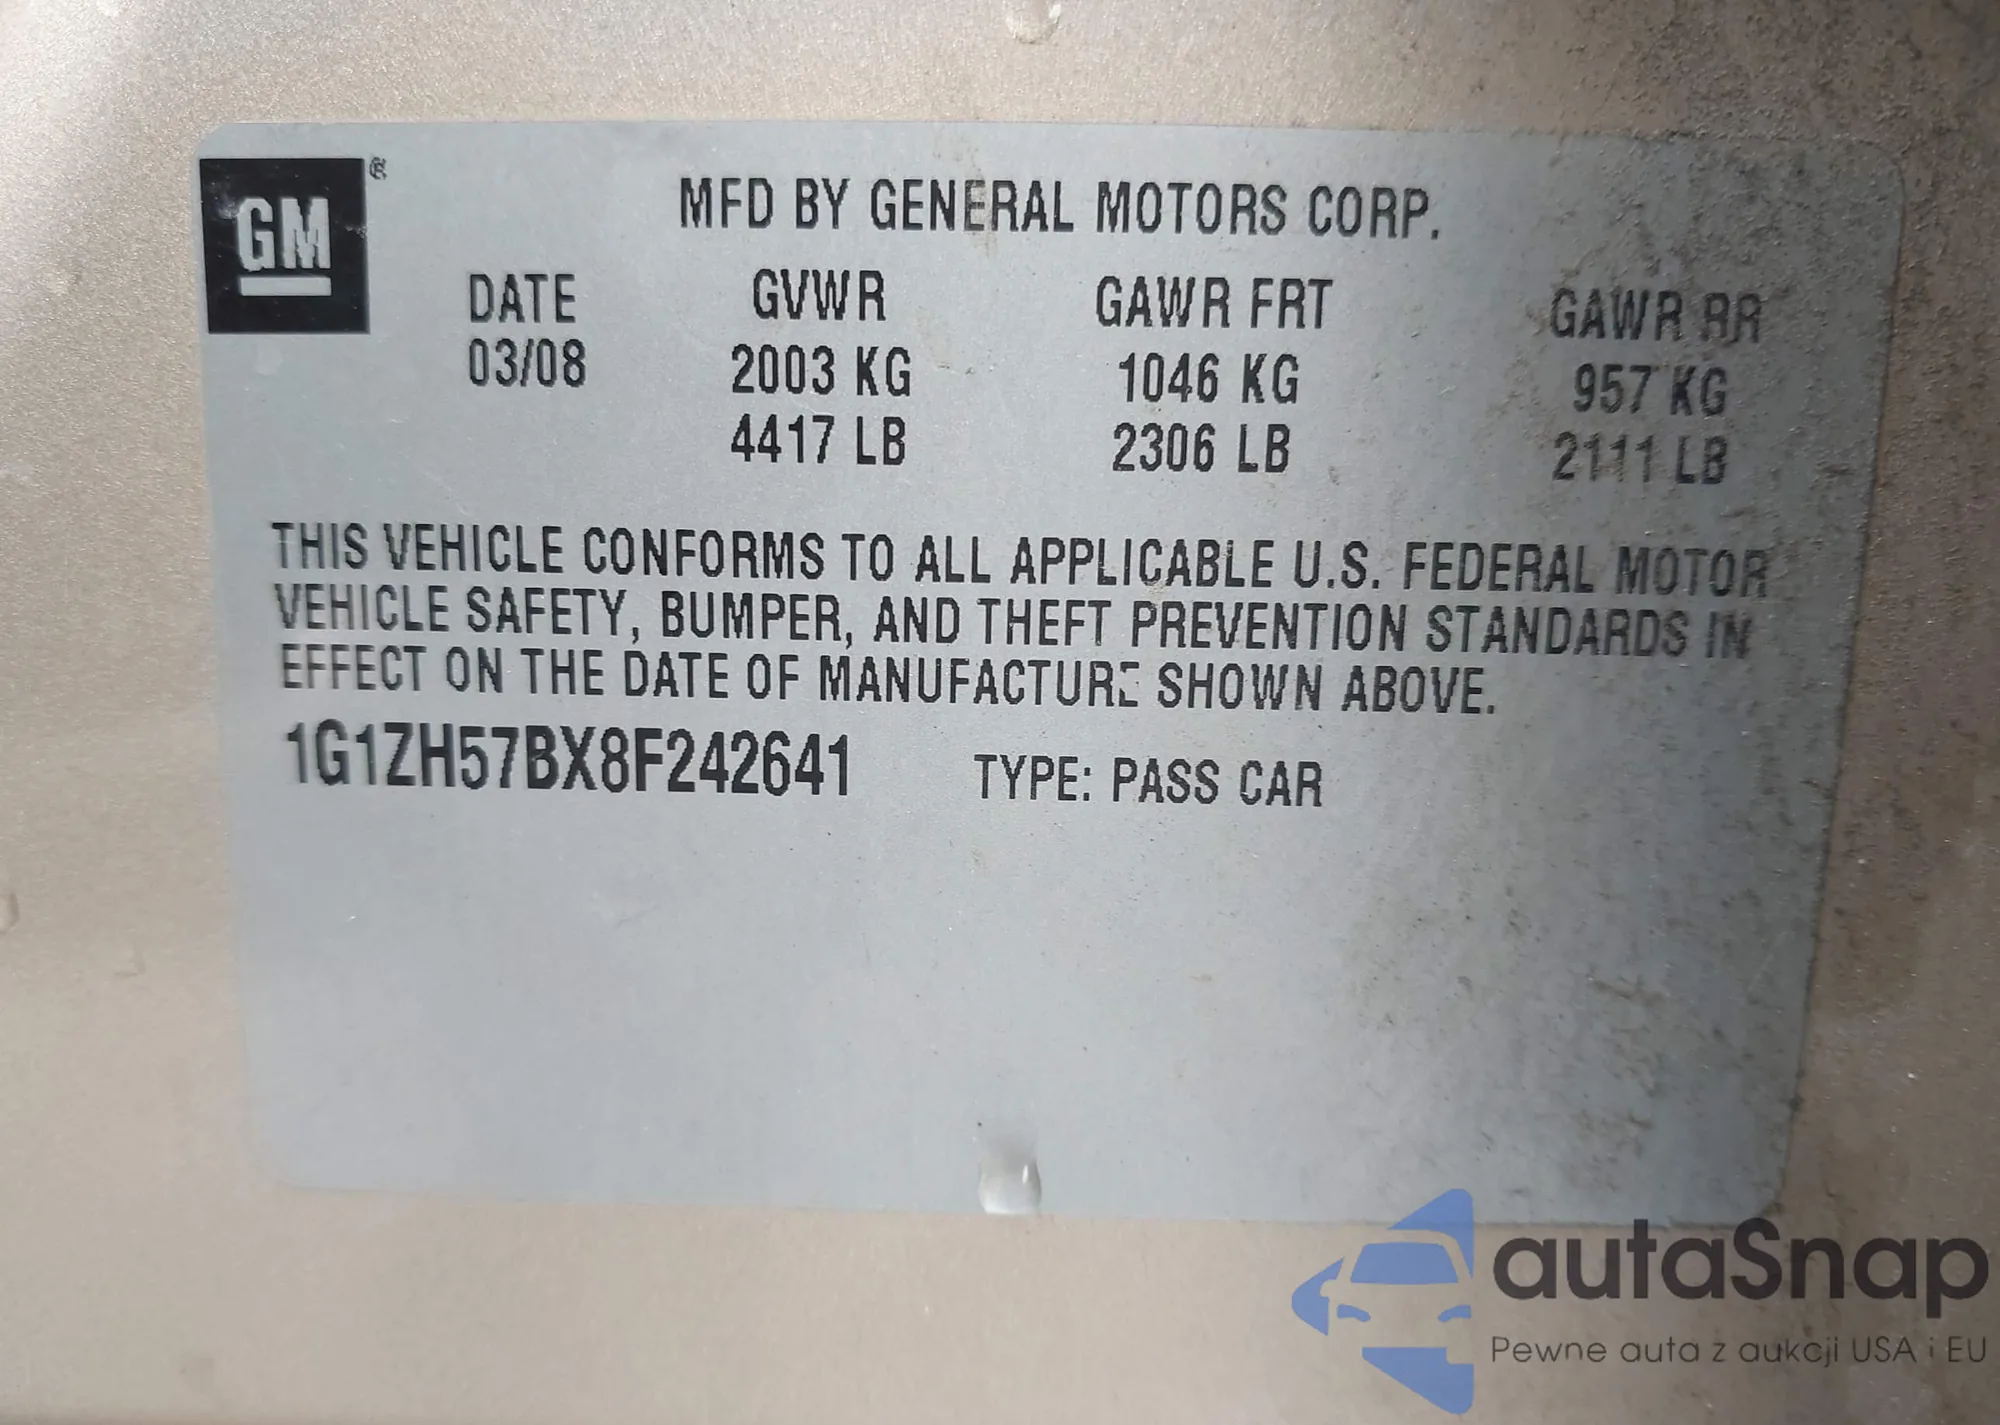 GM ®
MFD BY GENERAL MOTORS CORP.
DATE GVWR GAWR FRT GAWR RR
03/08 2003 KG 1046 KG 957 KG
4417 LB 2306 LB 2111 LB
THIS VEHICLE CONFORMS TO ALL APPLICABLE U.S. FEDERAL MOTOR
VEHICLE SAFETY, BUMPER, AND THEFT PREVENTION STANDARDS IN
EFFECT ON THE DATE OF MANUFACTURE SHOWN ABOVE.
1G1ZH57BX8F242641 TYPE: PASS CAR
autaSnap
Pewne auta z aukcji USA i EU